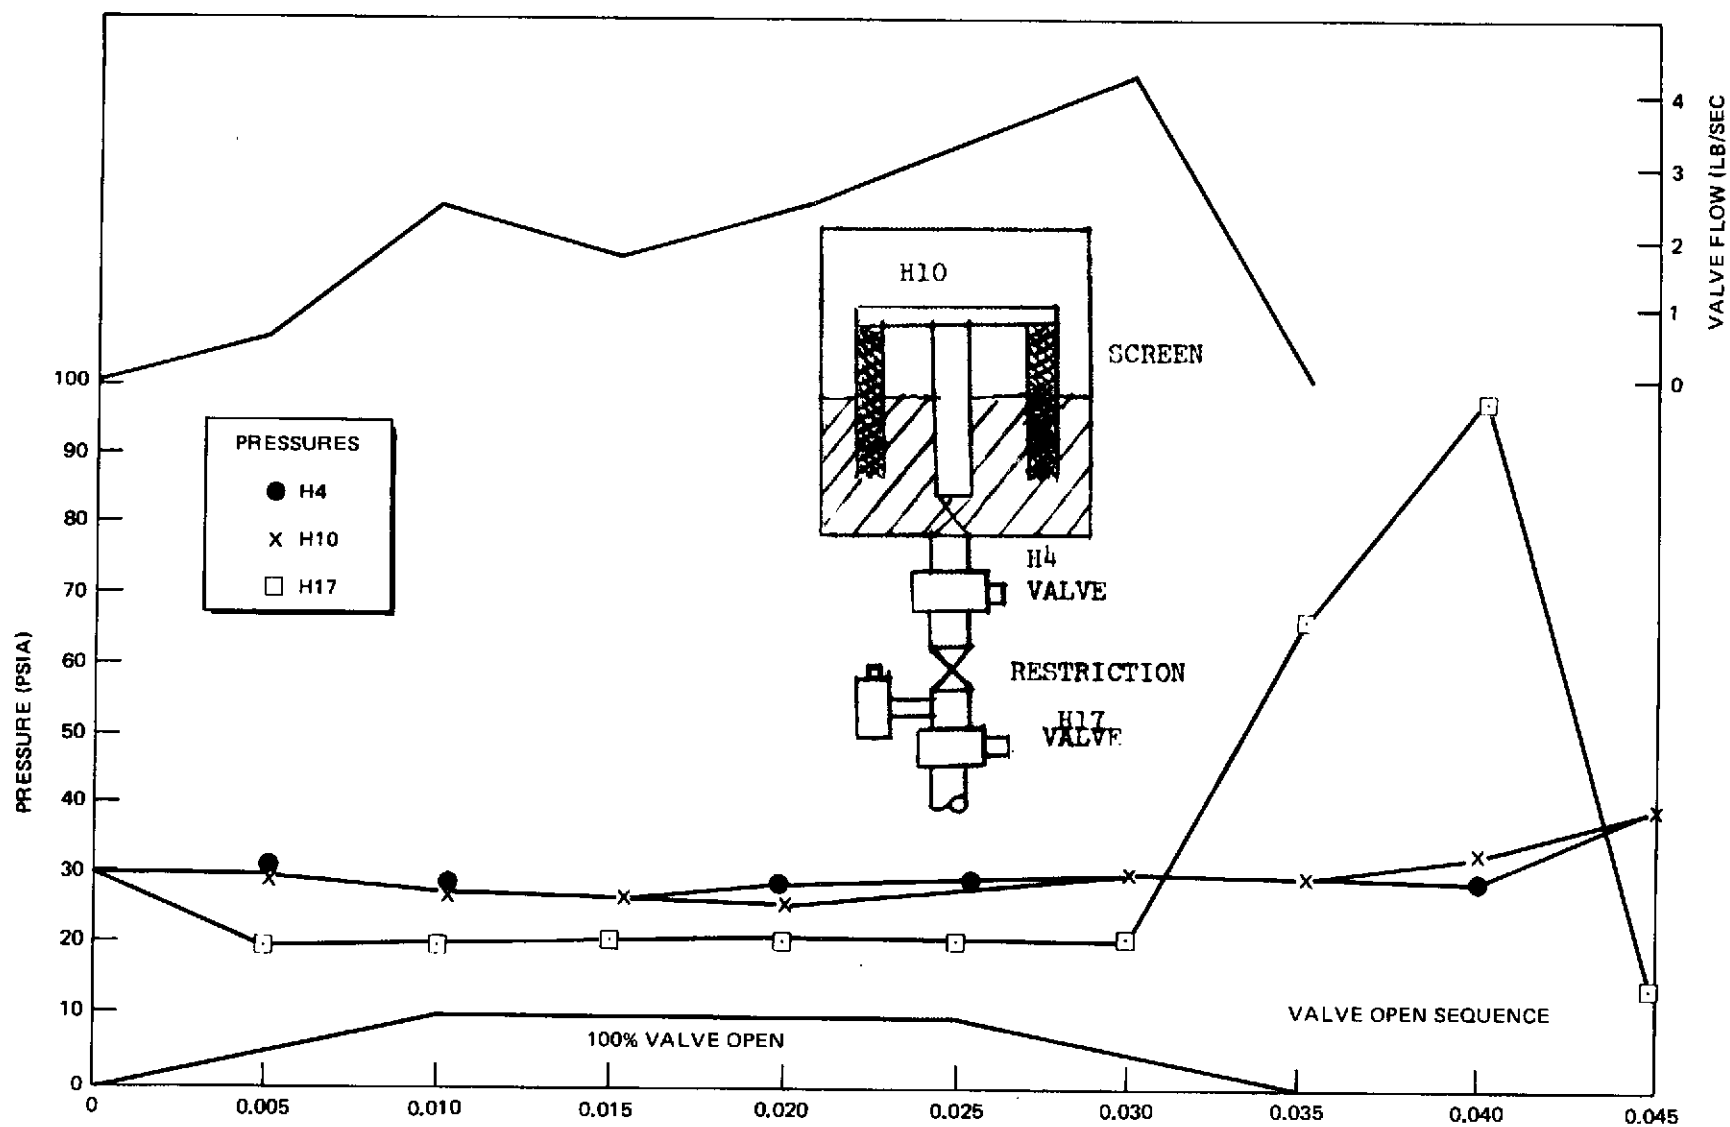 4
3
2
1
0
VALVE FLOW (LB/SEC
H10
SCREEN
100
90
80
70
60
50
40
30
20
10
0
PRESSURE (PSIA)
PRESSURES
H4
H10
H17
H4
VALVE
RESTRICTION
H17
VALVE
VALVE OPEN SEQUENCE
100% VALVE OPEN
0 0.005 0.010 0.015 0.020 0.025 0.030 0.035 0.040 0.045